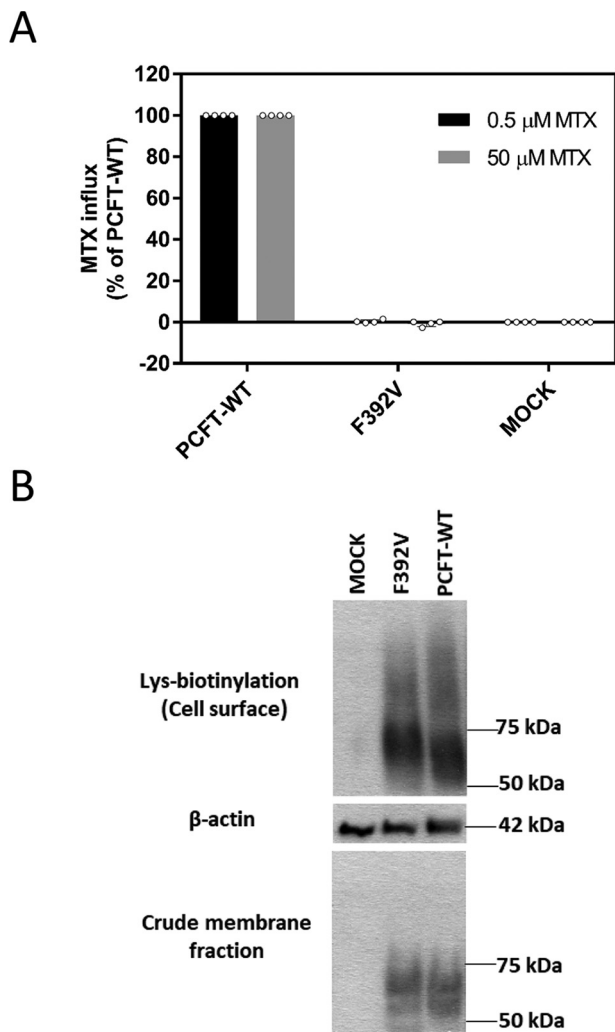 A
120
100
80
60
40
20
0
-20
MTX influx
(% of PCFT-WT)
0.5 μM MTX
50 μM MTX
PCFT-WT
F392V
MOCK
B
MOCK
F392V
PCFT-WT
Lys-biotinylation
(Cell surface)
75 kDa
50 kDa
β-actin
42 kDa
Crude membrane
fraction
75 kDa
50 kDa